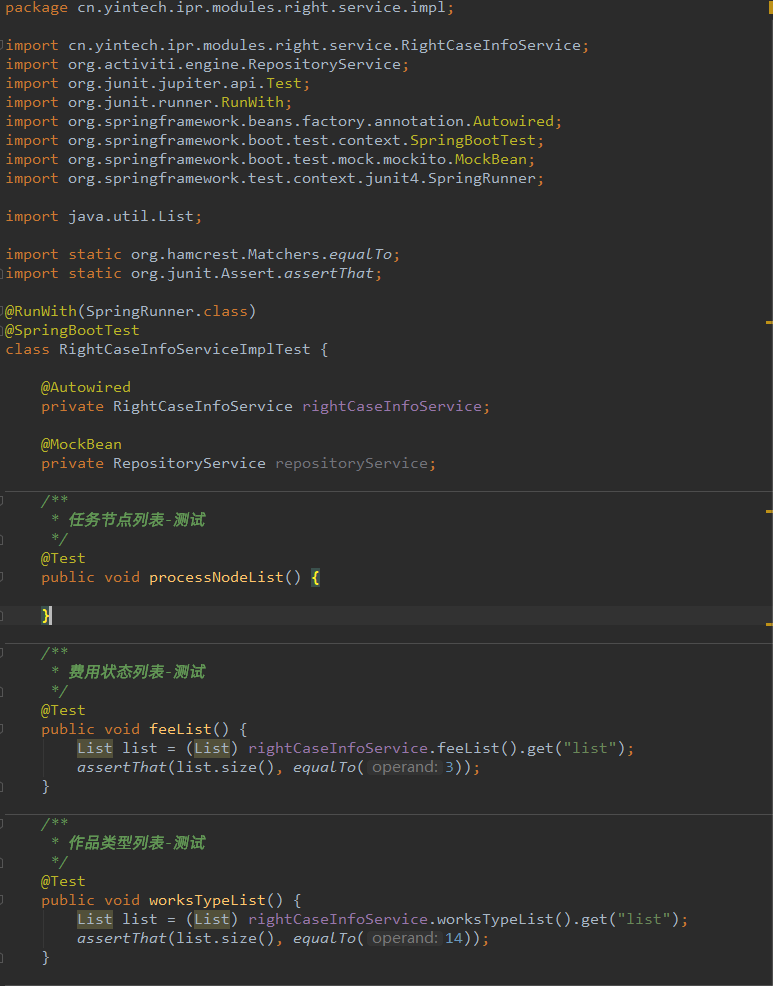 package cn.yintech.ipr.modules.right.service.impl;
import cn.yintech.ipr.modules.right.service.RightCaseInfoService;
import org.activiti.engine.RepositoryService;
import org.junit.jupiter.api.Test;
import org.junit.runner.RunWith;
import org.springframework.beans.factory.annotation.Autowired;
import org.springframework.boot.test.context.SpringBootTest;
import org.springframework.boot.test.mock.mockito.MockBean;
import org.springframework.test.context.junit4.SpringRunner;
import java.util.List;
import static org.hamcrest.Matchers.equalTo;
import static org.junit.Assert.assertThat;
@RunWith(SpringRunner.class)
@SpringBootTest
class RightCaseInfoServiceImplTest {
    @Autowired
    private RightCaseInfoService rightCaseInfoService;
    @MockBean
    private RepositoryService repositoryService;
    /**
     * 任务节点列表-测试
     */
    @Test
    public void processNodeList() {
    }
    /**
     * 费用状态列表-测试
     */
    @Test
    public void feeList() {
        List list = (List) rightCaseInfoService.feeList().get("list");
        assertThat(list.size(), equalTo( operand: 3));
    }
    /**
     * 作品类型列表-测试
     */
    @Test
    public void worksTypeList() {
        List list = (List) rightCaseInfoService.worksTypeList().get("list");
        assertThat(list.size(), equalTo( operand: 14));
    }